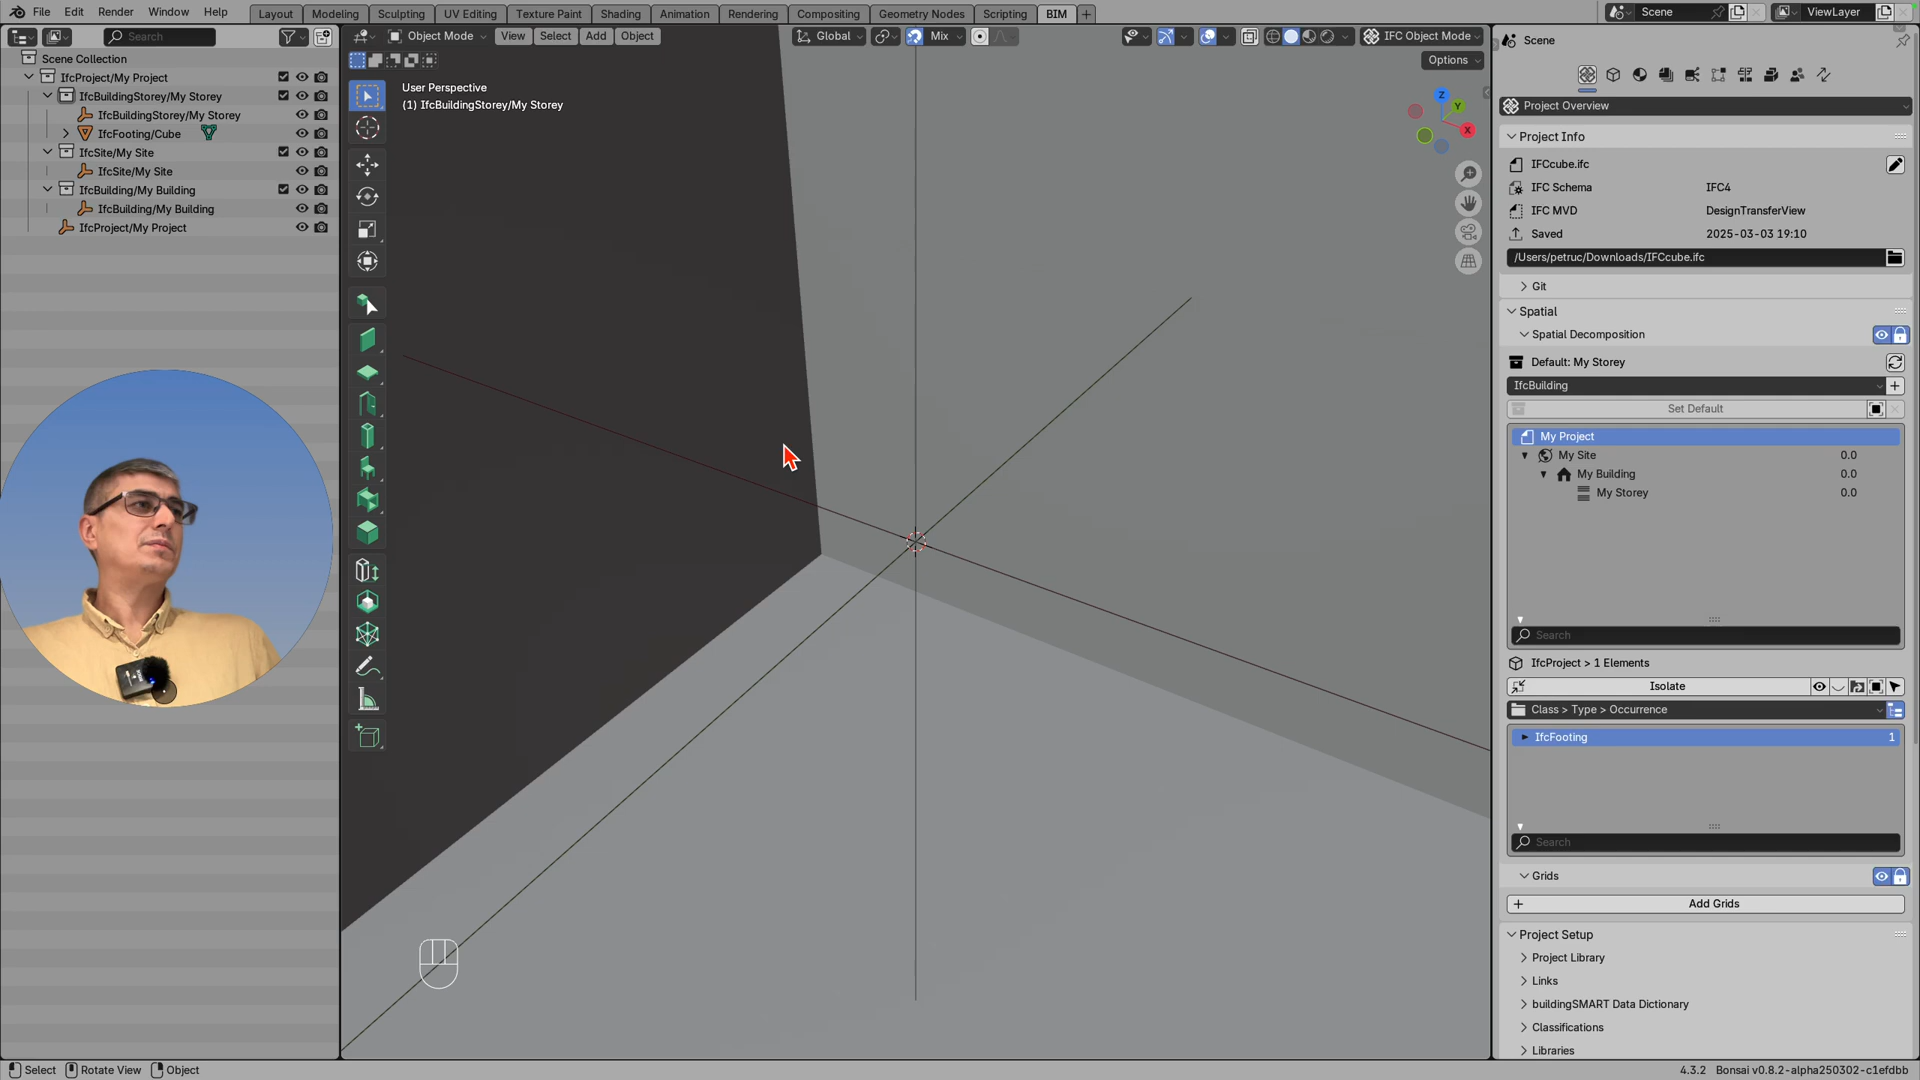 File Edit Render Window Help
Layout Modeling Sculpting UV Editing Texture Paint Shading Animation Rendering Compositing Geometry Nodes Scripting BIM +
Scene
ViewLayer
Search
Scene Collection
IfcProject/My Project
IfcBuildingStorey/My Storey
IfcBuildingStorey/My Storey
IfcFooting/Cube
IfcSite/My Site
IfcSite/My Site
IfcBuilding/My Building
IfcBuilding/My Building
IfcProject/My Project
Object Mode View Select Add Object
Global
Mix
IFC Object Mode
Options
User Perspective
(1) IfcBuildingStorey/My Storey
Z
Y
X
Scene
Project Overview
Project Info
IFCcube.ifc
IFC Schema IFC4
IFC MVD DesignTransferView
Saved 2025-03-03 19:10
/Users/petruc/Downloads/IFCcube.ifc
Git
Spatial
Spatial Decomposition
Default: My Storey
IfcBuilding
Set Default
My Project
My Site 0.0
My Building 0.0
My Storey 0.0
Search
IfcProject > 1 Elements
Isolate
Class > Type > Occurrence
IfcFooting 1
Search
Grids
Add Grids
Project Setup
Project Library
Links
buildingSMART Data Dictionary
Classifications
Libraries
Select Rotate View Object
4.3.2 Bonsai v0.8.2-alpha250302-c1efdbb